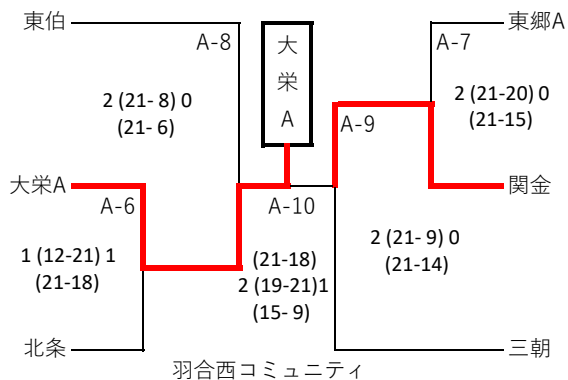 東伯
A-8
大栄A
A-7
東郷A
2 (21- 8) 0
(21- 6)
2 (21-20) 0
(21-15)
A-9
大栄A
A-6
A-10
関金
1 (12-21) 1
(21-18)
(21-18)
2 (19-21)1
(15- 9)
2 (21- 9) 0
(21-14)
北条
三朝
羽合西コミュニティ